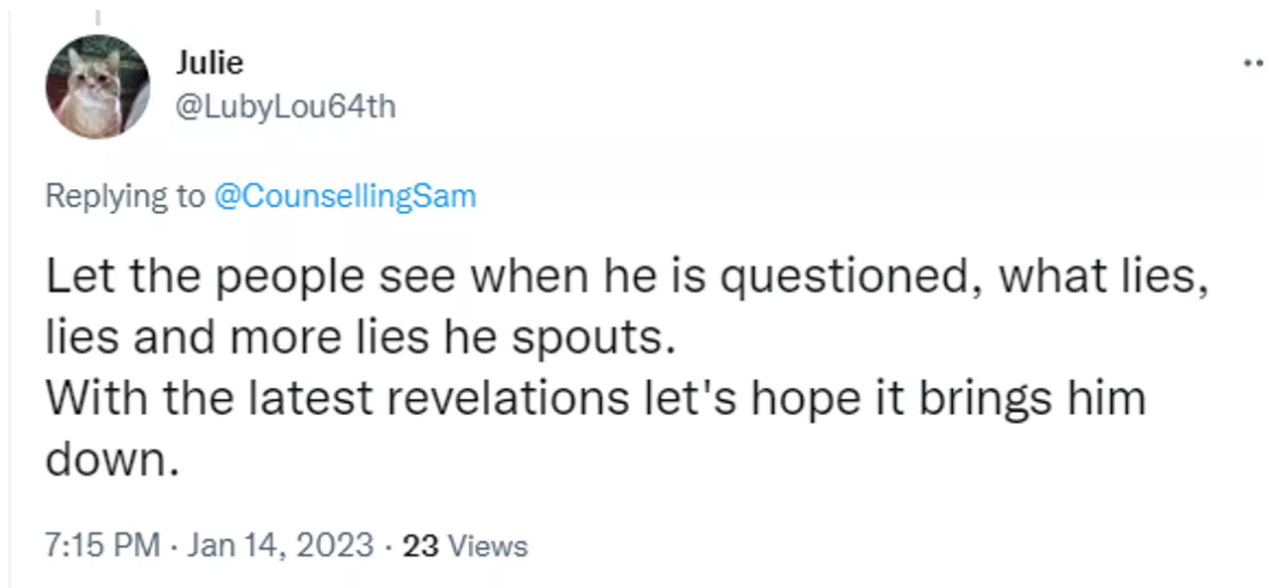 Julie
@LubyLou64th
Replying to @CounsellingSam
Let the people see when he is questioned, what lies,
lies and more lies he spouts.
With the latest revelations let's hope it brings him
down.
7:15 PM · Jan 14, 2023 · 23 Views